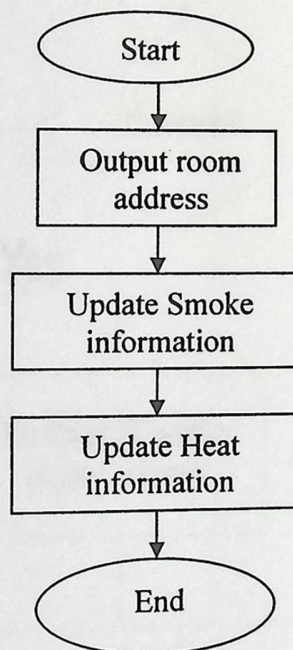 Start
Output room
address
Update Smoke
information
Update Heat
information
End